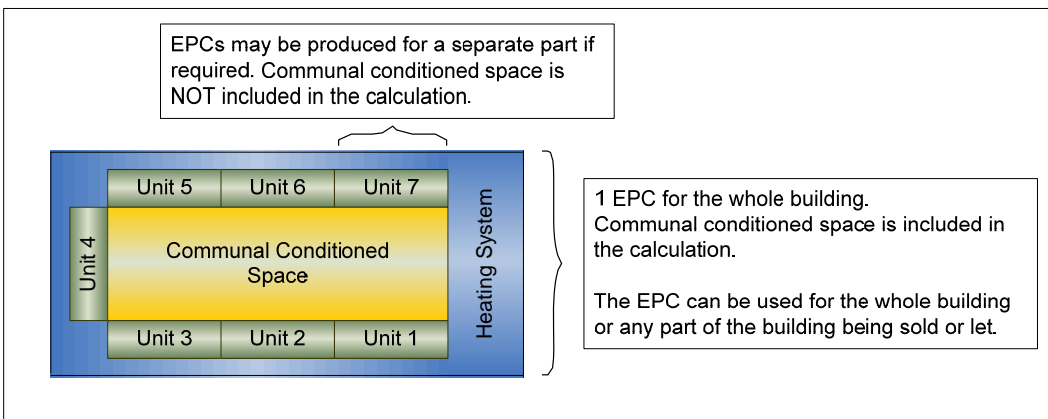 EPCs may be produced for a separate part if
required. Communal conditioned space is
NOT included in the calculation.
Unit 5
Unit 6
Unit 7
Unit 4
Communal Conditioned
Space
Heating System
Unit 3
Unit 2
Unit 1
1 EPC for the whole building.
Communal conditioned space is included in
the calculation.
The EPC can be used for the whole building
or any part of the building being sold or let.